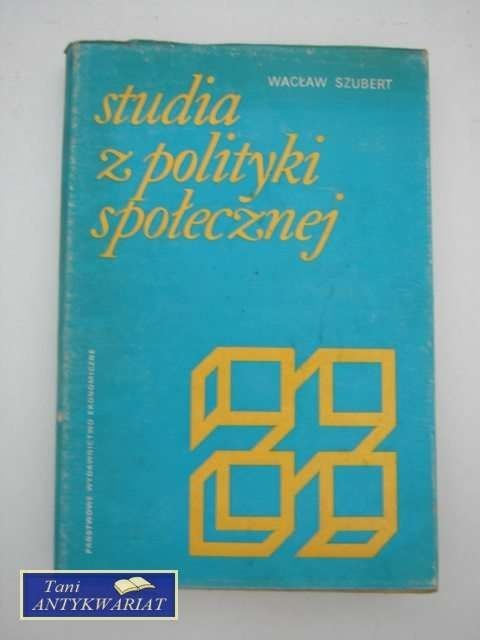 WACŁAW SZUBERT
studia
z polityki
społecznej
PAŃSTWOWE WYDAWNICTWO EKONOMICZNE
Tani
ANTYKWARIAT